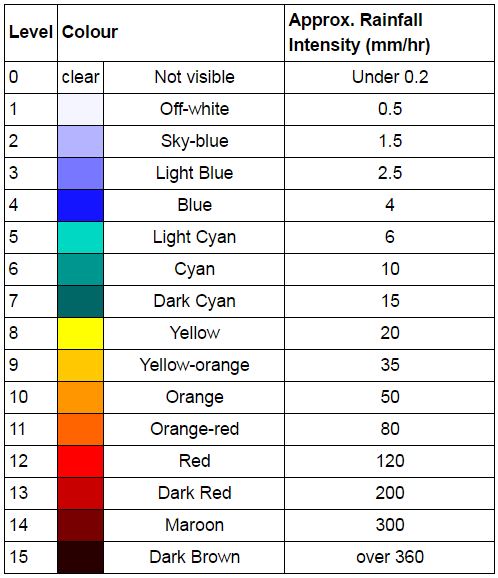 Level Colour Approx. Rainfall
Intensity (mm/hr)
0 clear Not visible Under 0.2
1 Off-white 0.5
2 Sky-blue 1.5
3 Light Blue 2.5
4 Blue 4
5 Light Cyan 6
6 Cyan 10
7 Dark Cyan 15
8 Yellow 20
9 Yellow-orange 35
10 Orange 50
11 Orange-red 80
12 Red 120
13 Dark Red 200
14 Maroon 300
15 Dark Brown over 360